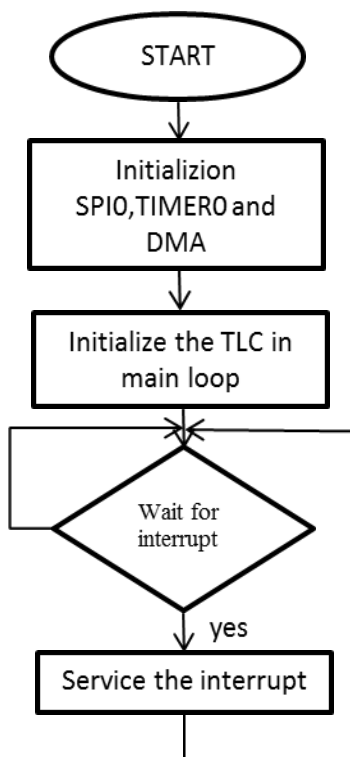 START
Initializion
SPI0,TIMER0 and
DMA
Initialize the TLC in
main loop
Wait for
interrupt
yes
Service the interrupt